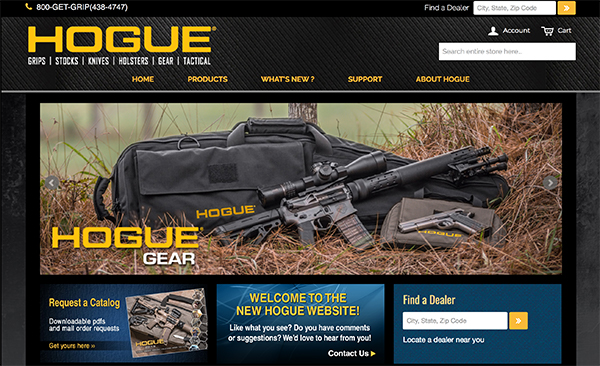 800-GET-GRIP(438-4747)
Find a Dealer
City, State, Zip Code
»
HOGUE®
GRIPS | STOCKS | KNIVES | HOLSTERS | GEAR | TACTICAL
Account
Cart
Search entire store here...
HOME
PRODUCTS
WHAT'S NEW ?
SUPPORT
ABOUT HOGUE
HOGUE
HOGUE
HOGUE®
GEAR
Request a Catalog
Downloadable pdfs
and mail order requests
Get yours here »
HOGUE
WELCOME TO THE
NEW HOGUE WEBSITE!
Like what you see? Do you have comments
or suggestions? We'd love to hear from you!
Contact Us
Find a Dealer
City, State, Zip Code
»
Locate a dealer near you